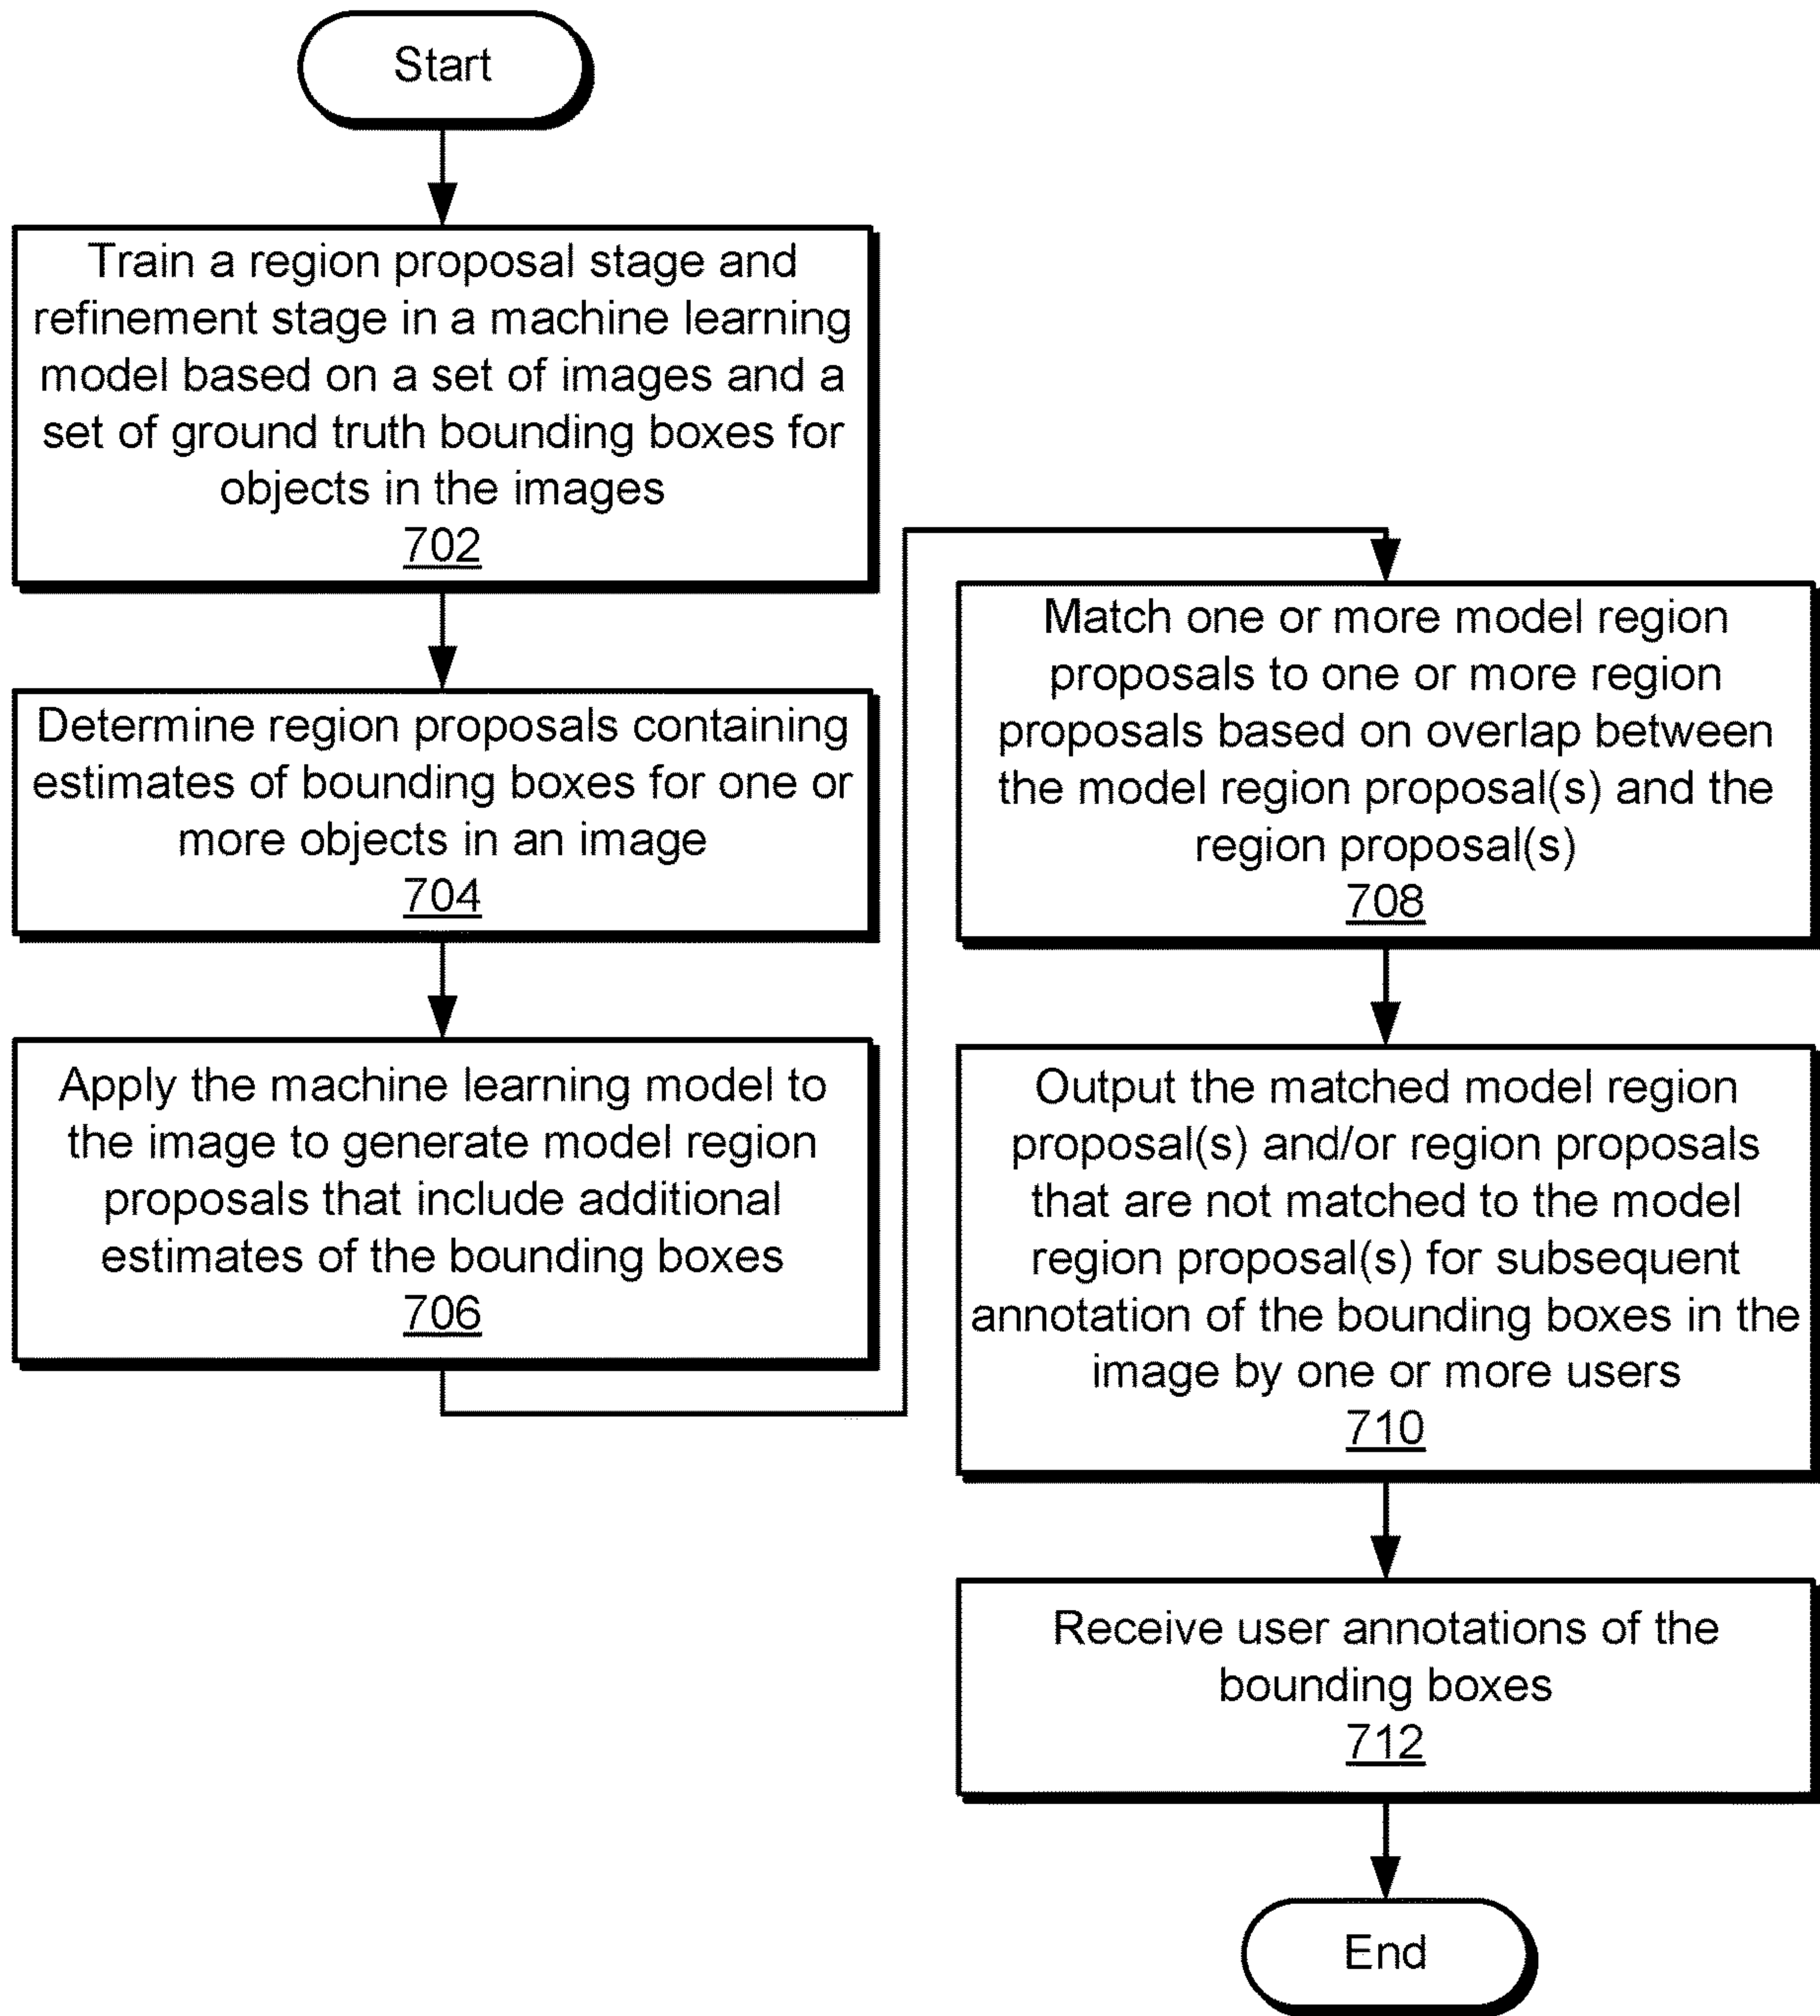 Start
Train a region proposal stage and
refinement stage in a machine learning
model based on a set of images and a
set of ground truth bounding boxes for
objects in the images
702
Determine region proposals containing
estimates of bounding boxes for one or
more objects in an image
704
Apply the machine learning model to
the image to generate model region
proposals that include additional
estimates of the bounding boxes
706
Match one or more model region
proposals to one or more region
proposals based on overlap between
the model region proposal(s) and the
region proposal(s)
708
Output the matched model region
proposal(s) and/or region proposals
that are not matched to the model
region proposal(s) for subsequent
annotation of the bounding boxes in the
image by one or more users
710
Receive user annotations of the
bounding boxes
712
End